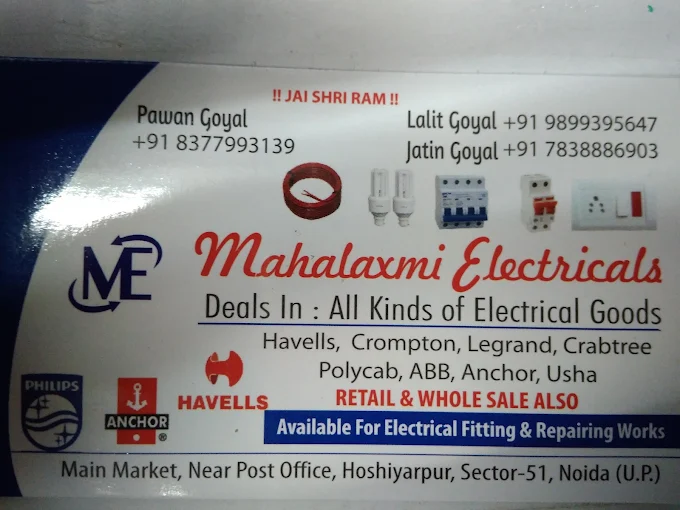 !! JAI SHRI RAM !!
Pawan Goyal
+91 8377993139
Lalit Goyal +91 9899395647
Jatin Goyal +91 7838886903
ME
Mahalaxmi Electricals
Deals In : All Kinds of Electrical Goods
Havells, Crompton, Legrand, Crabtree
Polycab, ABB, Anchor, Usha
RETAIL & WHOLE SALE ALSO
Available For Electrical Fitting & Repairing Works
PHILIPS
ANCHOR ®
HAVELLS
Main Market, Near Post Office, Hoshiyarpur, Sector-51, Noida (U.P.)